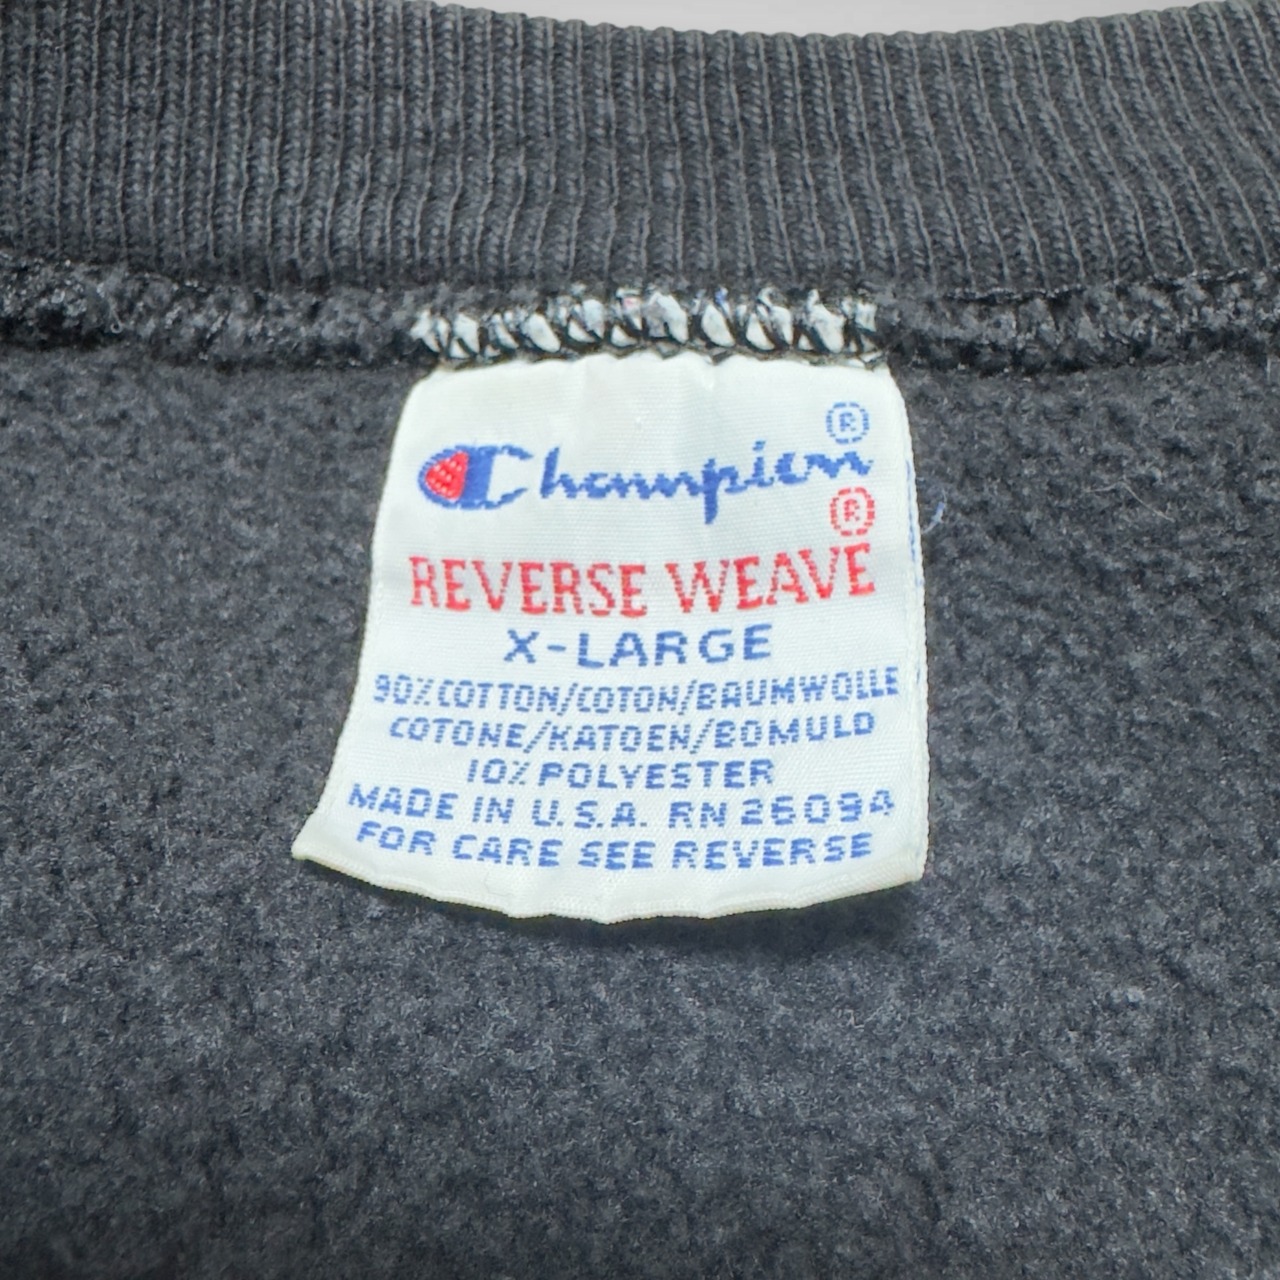 Champion®
REVERSE WEAVE®
X-LARGE
90% COTTON/COTON/BAUMWOLLE
COTONE/KATOEN/BOMULD
10% POLYESTER
MADE IN U.S.A. RN 26094
FOR CARE SEE REVERSE